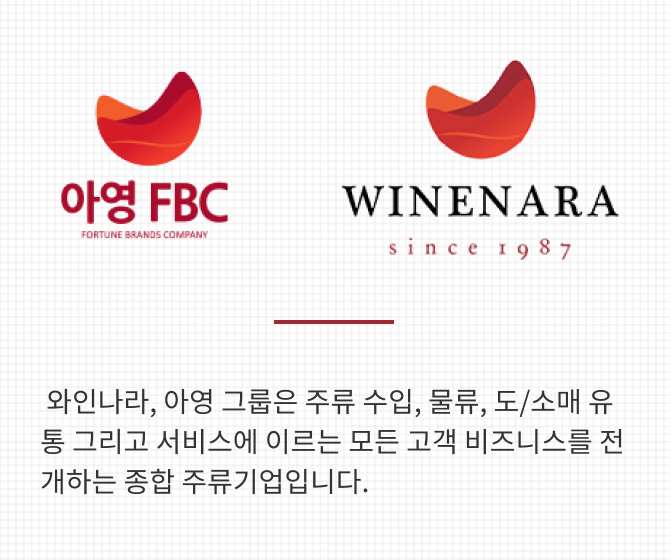 아영 FBC
FORTUNE BRANDS COMPANY
WINENARA
since 1987
와인나라, 아영 그룹은 주류 수입, 물류, 도/소매 유
통 그리고 서비스에 이르는 모든 고객 비즈니스를 전
개하는 종합 주류기업입니다.